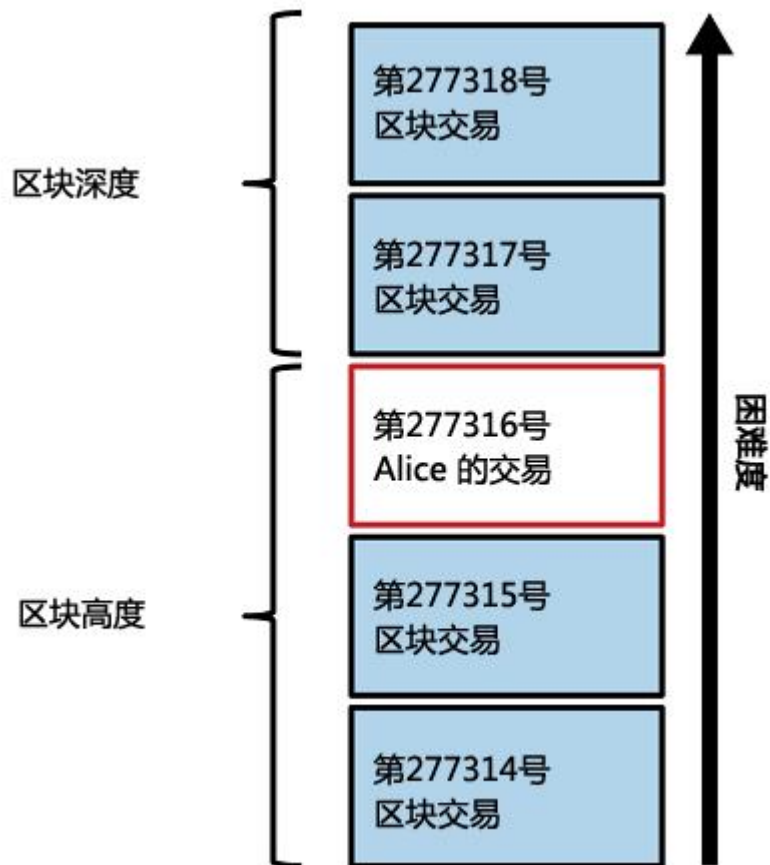 第277318号
区块交易
区块深度
第277317号
区块交易
第277316号
Alice 的交易
困难度
第277315号
区块交易
区块高度
第277314号
区块交易